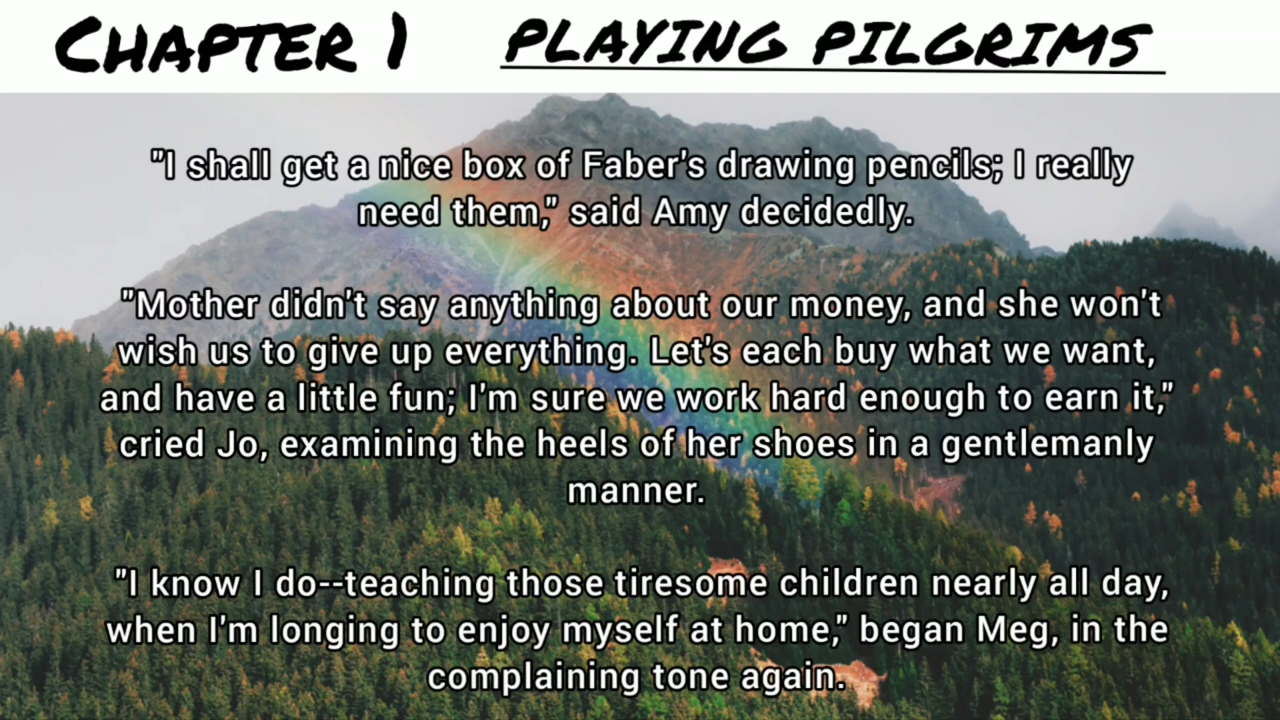 CHAPTER 1 PLAYING PILGRIMS
"I shall get a nice box of Faber's drawing pencils; I really
need them," said Amy decidedly.
"Mother didn't say anything about our money, and she won't
wish us to give up everything. Let's each buy what we want,
and have a little fun; I'm sure we work hard enough to earn it,"
cried Jo, examining the heels of her shoes in a gentlemanly
manner.
"I know I do--teaching those tiresome children nearly all day,
when I'm longing to enjoy myself at home," began Meg, in the
complaining tone again.